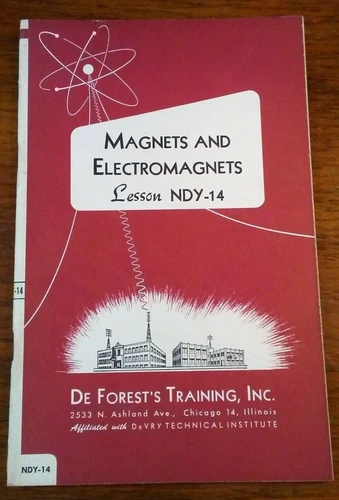 MAGNETS AND
ELECTROMAGNETS
Lesson NDY-14
-14
DE FOREST'S TRAINING, INC.
2533 N. Ashland Ave., Chicago 14, Illinois
Affiliated with DEVRY TECHNICAL INSTITUTE
NDY-14